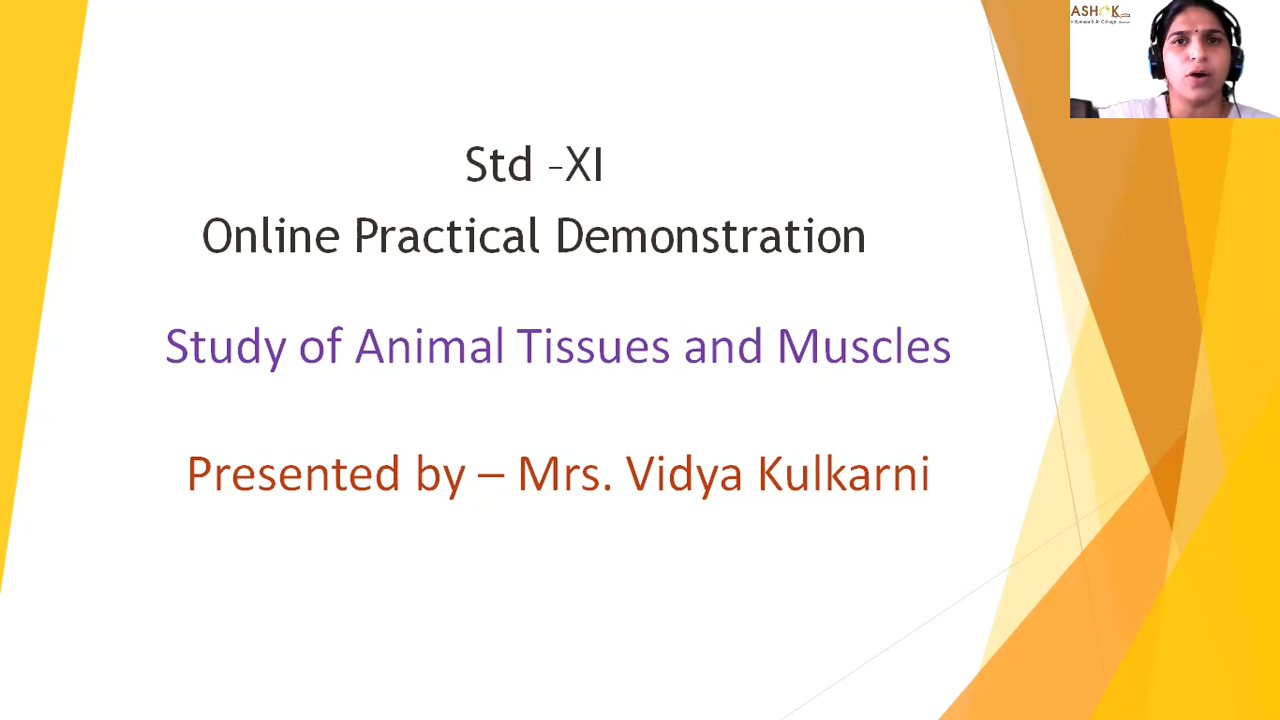 ASHOK
Std –XI
Online Practical Demonstration
Study of Animal Tissues and Muscles
Presented by – Mrs. Vidya Kulkarni